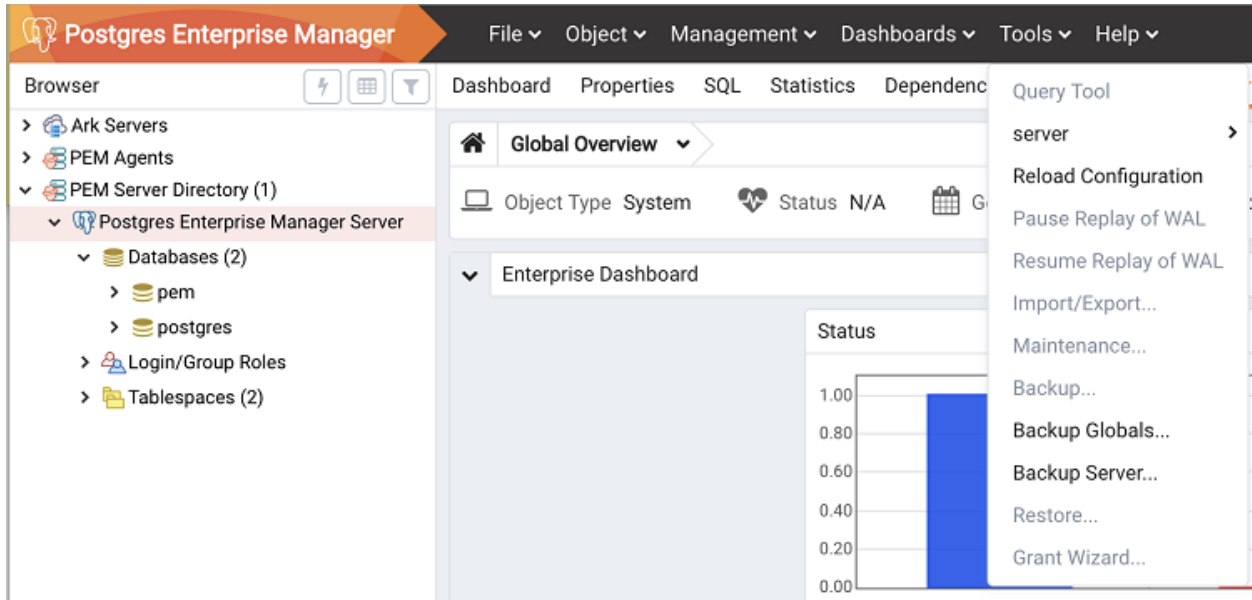 Postgres Enterprise Manager
File Object Management Dashboards Tools Help
Browser
Ark Servers
PEM Agents
PEM Server Directory (1)
Postgres Enterprise Manager Server
Databases (2)
pem
postgres
Login/Group Roles
Tablespaces (2)
Dashboard Properties SQL Statistics Dependenc
Global Overview
Object Type System Status N/A G
Enterprise Dashboard
Status
1.00
0.80
0.60
0.40
0.20
0.00
Query Tool
server
Reload Configuration
Pause Replay of WAL
Resume Replay of WAL
Import/Export...
Maintenance...
Backup...
Backup Globals...
Backup Server...
Restore...
Grant Wizard...